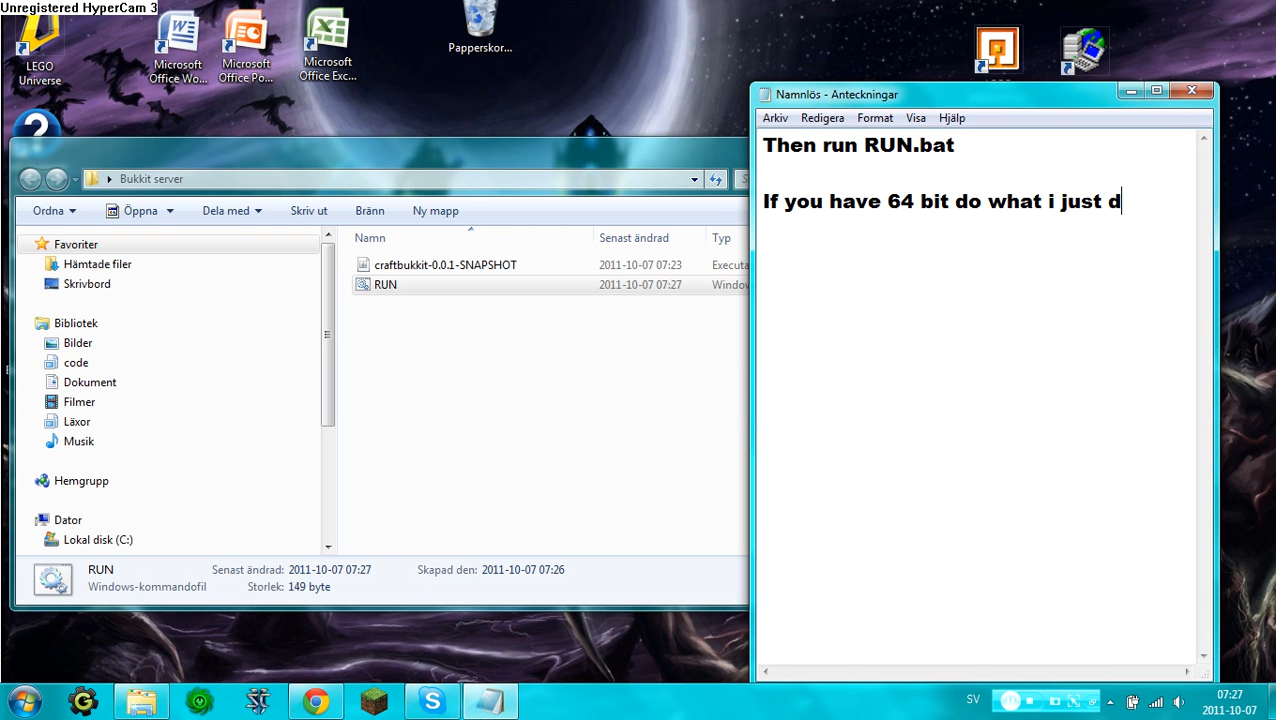 Unregistered HyperCam 3
LEGO
Universe
Microsoft
Office Wo...
Microsoft
Office Po...
Microsoft
Office Exc...
Papperskor...
Bukkit server
Ordna
Öppna
Dela med
Skriv ut
Bränn
Ny mapp
Favoriter
Hämtade filer
Skrivbord
Bibliotek
Bilder
code
Dokument
Filmer
Läxor
Musik
Hemgrupp
Dator
Lokal disk (C:)
Namn
Senast ändrad
Typ
craftbukkit-0.0.1-SNAPSHOT
2011-10-07 07:23
Executa
RUN
2011-10-07 07:27
Windo
RUN
Senast ändrad: 2011-10-07 07:27
Skapad den: 2011-10-07 07:26
Windows-kommandofil
Storlek: 149 byte
Namnlös - Anteckningar
Arkiv
Redigera
Format
Visa
Hjälp
Then run RUN.bat
If you have 64 bit do what i just d
SV
07:27
2011-10-07